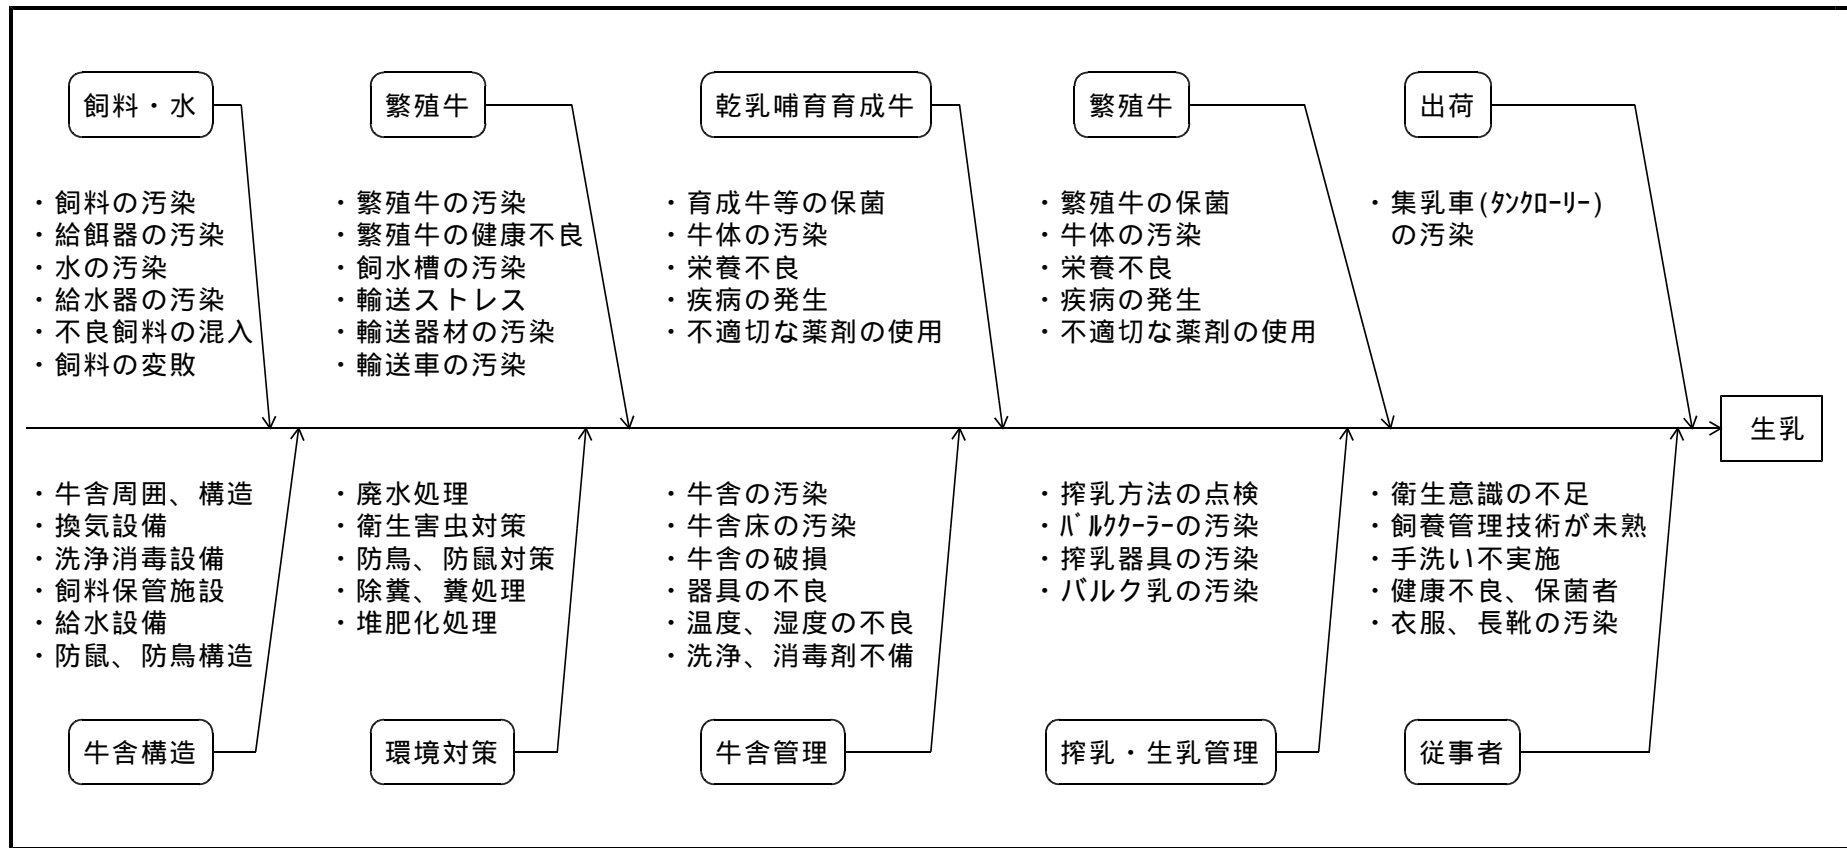 飼料・水
繁殖牛
乾乳哺育育成牛
繁殖牛
出荷
・飼料の汚染
・給餌器の汚染
・水の汚染
・給水器の汚染
・不良飼料の混入
・飼料の変敗
・繁殖牛の汚染
・繁殖牛の健康不良
・飼水槽の汚染
・輸送ストレス
・輸送器材の汚染
・輸送車の汚染
・育成牛等の保菌
・牛体の汚染
・栄養不良
・疾病の発生
・不適切な薬剤の使用
・繁殖牛の保菌
・牛体の汚染
・栄養不良
・疾病の発生
・不適切な薬剤の使用
・集乳車(ﾀﾝｸﾛｰﾘｰ)
の汚染
生乳
・牛舎周囲、構造
・換気設備
・洗浄消毒設備
・飼料保管施設
・給水設備
・防鼠、防鳥構造
・廃水処理
・衛生害虫対策
・防鳥、防鼠対策
・除糞、糞処理
・堆肥化処理
・牛舎の汚染
・牛舎床の汚染
・牛舎の破損
・器具の不良
・温度、湿度の不良
・洗浄、消毒剤不備
・搾乳方法の点検
・ﾊﾞﾙｸｸｰﾗｰの汚染
・搾乳器具の汚染
・バルク乳の汚染
・衛生意識の不足
・飼養管理技術が未熟
・手洗い不実施
・健康不良、保菌者
・衣服、長靴の汚染
牛舎構造
環境対策
牛舎管理
搾乳・生乳管理
従事者